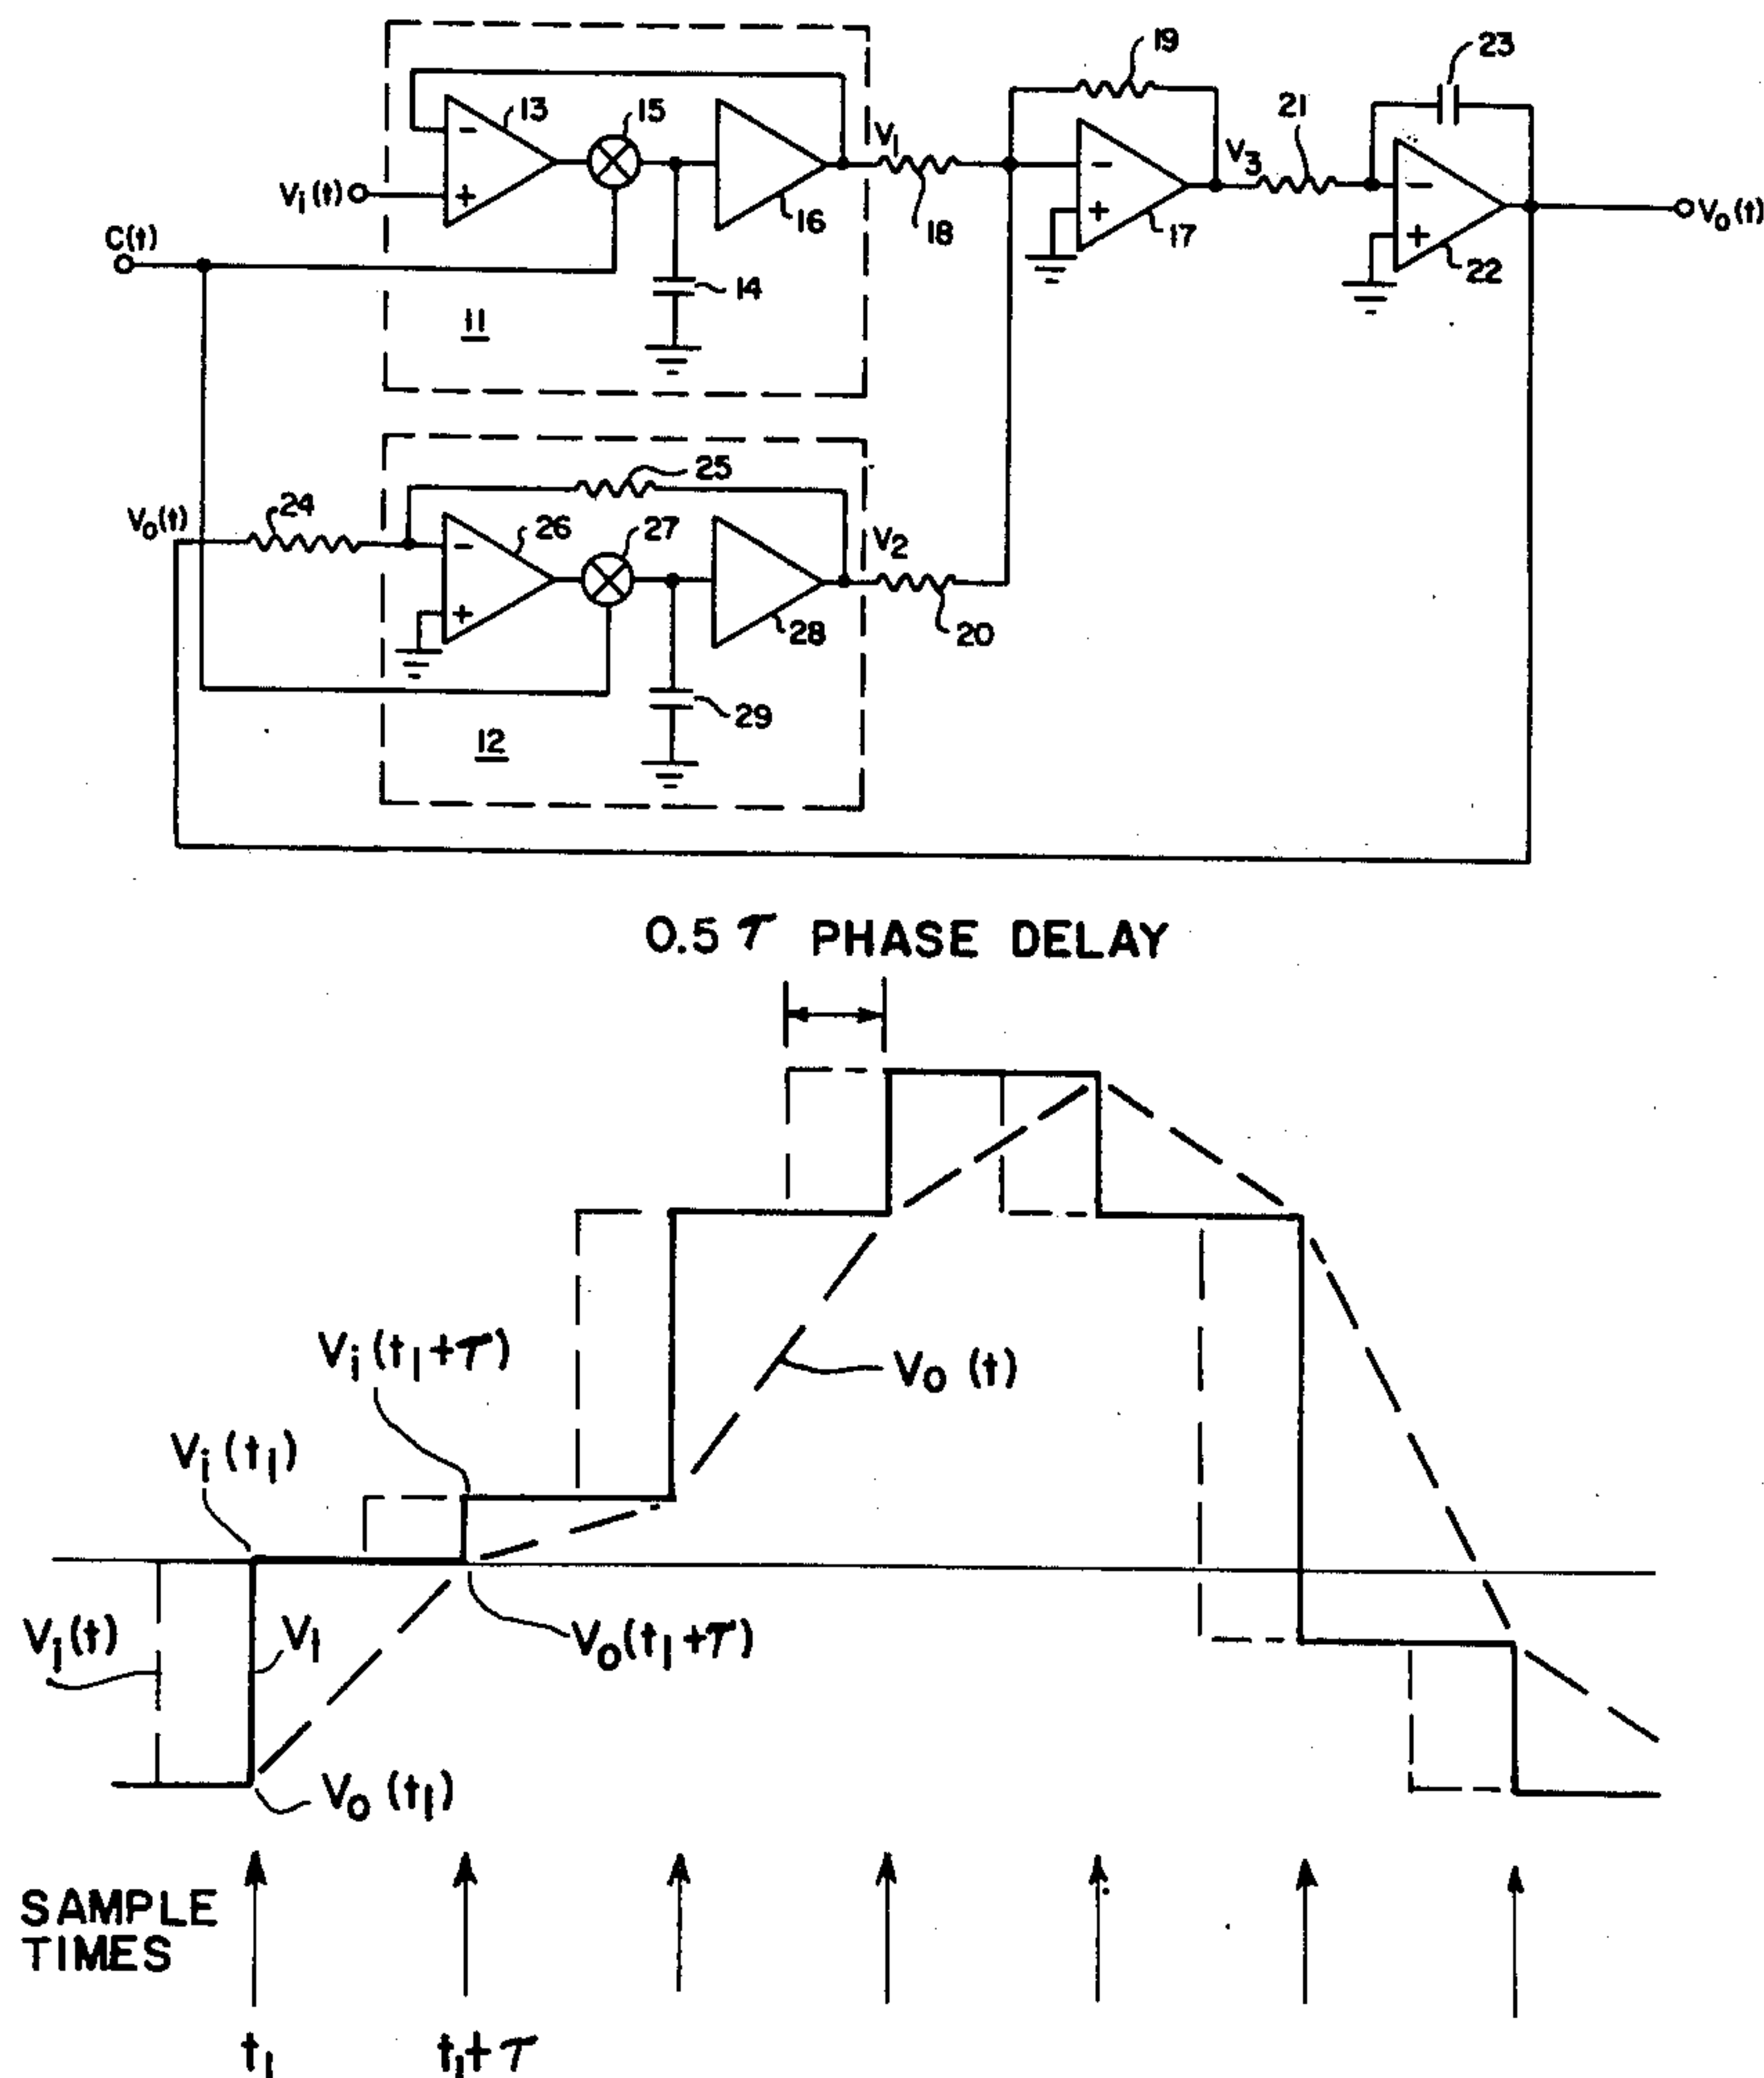 19
23
13
15
V1
21
V3
Vi(t)
16
18
17
22
Vo(t)
C(t)
14
11
25
24
26
27
V2
Vo(t)
28
20
29
12
0.5 τ PHASE DELAY
Vi(t1+τ)
Vo(t)
Vi(t1)
Vi(t)
V1
Vo(t1+τ)
Vo(t1)
SAMPLE
TIMES
t1
t1+τ